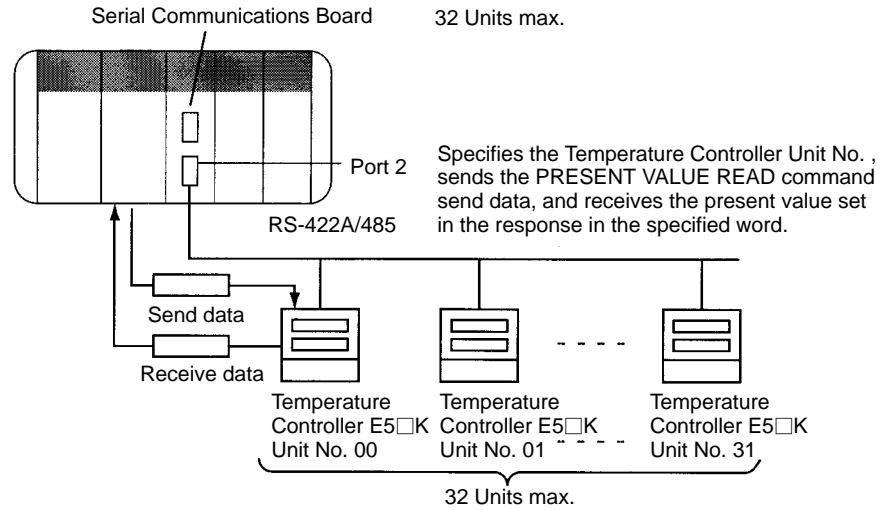 Serial Communications Board
32 Units max.
Port 2
Specifies the Temperature Controller Unit No. ,
sends the PRESENT VALUE READ command
send data, and receives the present value set
in the response in the specified word.
RS-422A/485
Send data
Receive data
Temperature
Controller E5□K
Unit No. 00
Temperature
Controller E5□K
Unit No. 01
Temperature
Controller E5□K
Unit No. 31
32 Units max.